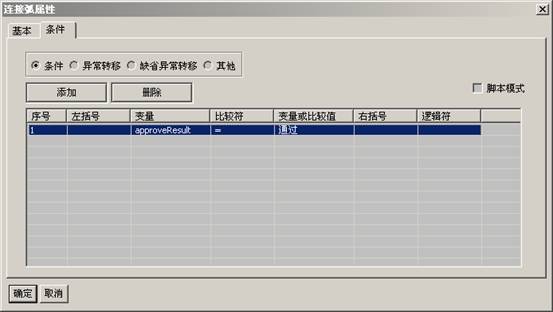 连接弧属性
基本 条件
条件 异常转移 缺省异常转移 其他
添加 删除 脚本模式
序号 左括号 变量 比较符 变量或比较值 右括号 逻辑符
1 approveResult = 通过
确定 取消